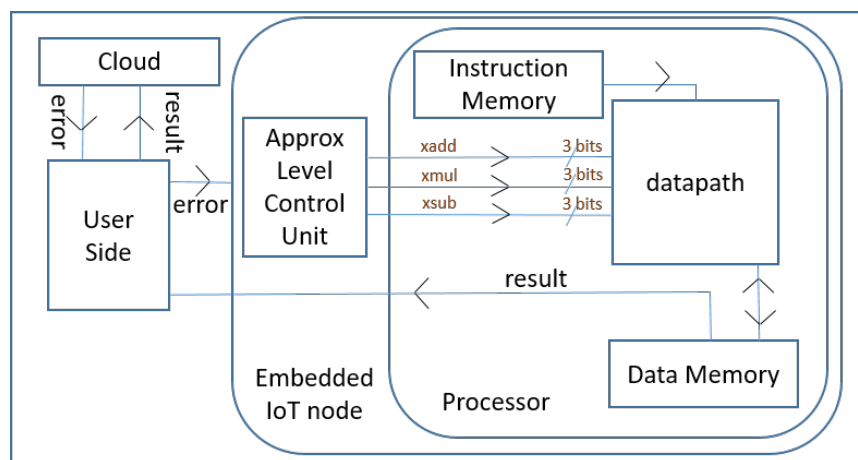 Cloud
error
result
User
Side
error
Approx
Level
Control
Unit
xadd
xmul
xsub
3 bits
3 bits
3 bits
Instruction
Memory
datapath
result
Data Memory
Embedded
IoT node
Processor